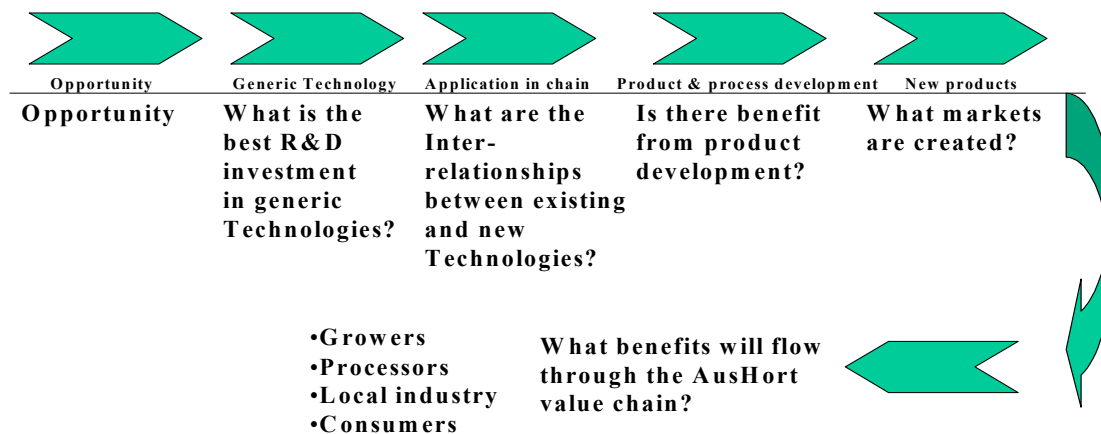 Opportunity
Generic Technology
Application in chain
Product & process development
New products
Opportunity
What is the
best R&D
investment
in generic
Technologies?
What are the
Inter-
relationships
between existing
and new
Technologies?
Is there benefit
from product
development?
What markets
are created?
•Growers
•Processors
•Local industry
•Consumers
What benefits will flow
through the AusHort
value chain?